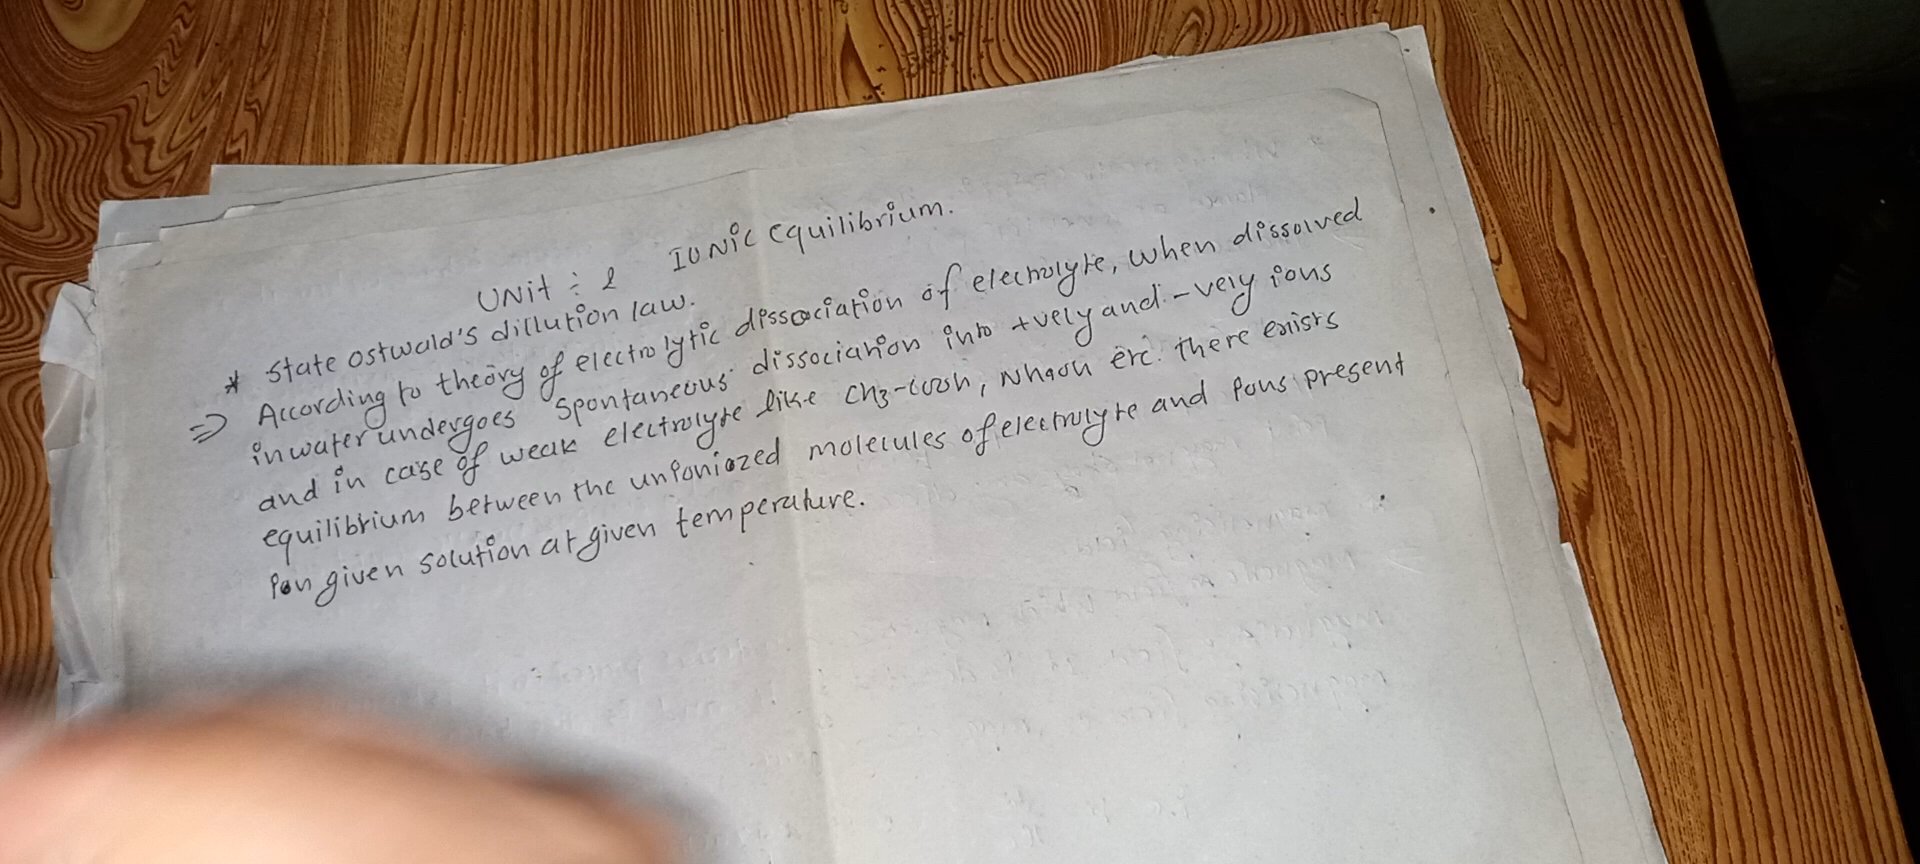 UNit : 2 IONic equilibrium.
* State ostwald's dillution law.
⇒ According to theory of electrolytic dissociation of electrolyte, when dissolved
in water undergoes spontaneous dissociation into +vely and -vely ions
and in case of weak electrolyte like CH3-COOH, NH4OH etc. there exists
equilibrium between the unioniozed molecules of electrolyte and ions present
ion given solution at given temperature.